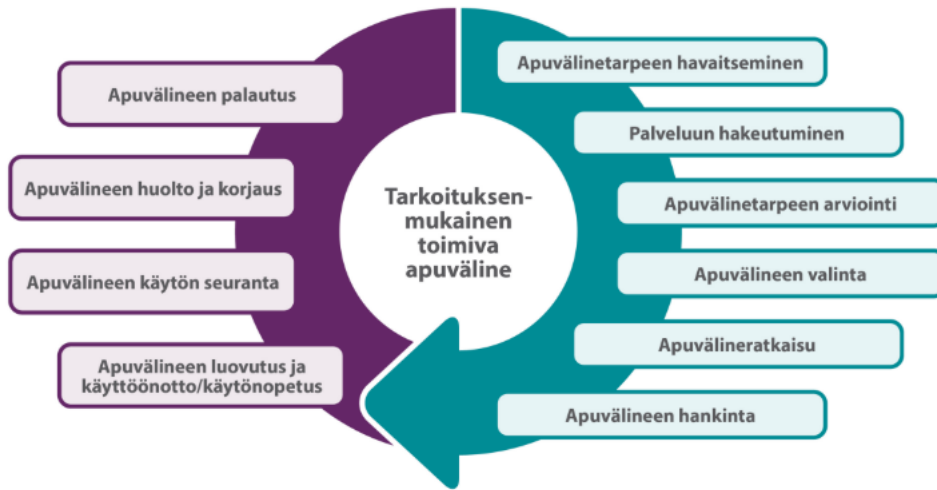 Apuvälinetarpeen havaitseminen
Palveluun hakeutuminen
Apuvälinetarpeen arviointi
Apuvälineen valinta
Apuvälineratkaisu
Apuvälineen hankinta
Apuvälineen luovutus ja
käyttöönotto/käytönopetus
Apuvälineen käytön seuranta
Apuvälineen huolto ja korjaus
Apuvälineen palautus
Tarkoituksen-
mukainen
toimiva
apuväline